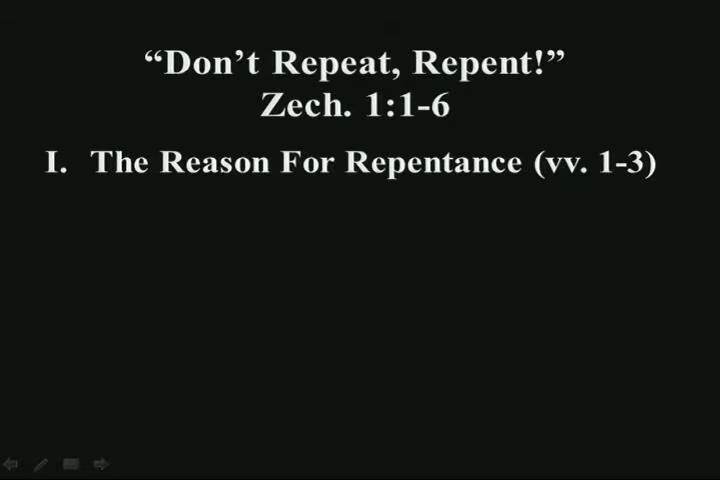 “Don’t Repeat, Repent!”
Zech. 1:1-6
I. The Reason For Repentance (vv. 1-3)